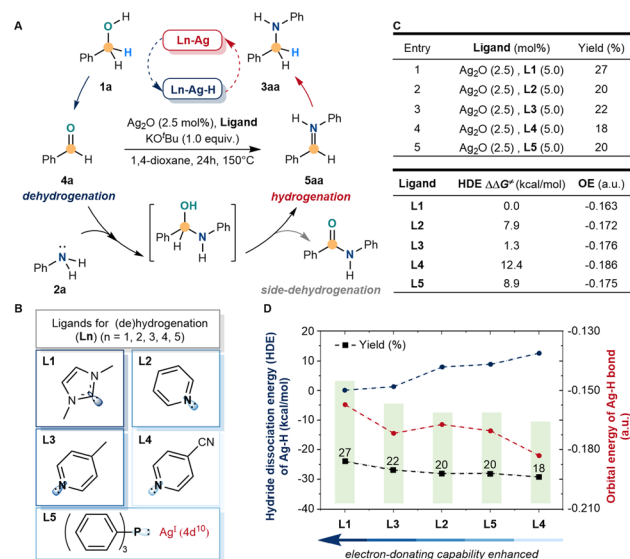 A
O
H
Ph
H
H
1a
Ln-Ag
Ln-Ag-H
Ph
NH
Ph
H
H
3aa
Ag2O (2.5 mol%), Ligand
KOᵗBu (1.0 equiv.)
1,4-dioxane, 24h, 150°C
O
Ph
H
4a
dehydrogenation
Ph
HN
Ph
H
5aa
hydrogenation
OH
Ph
H
N
H
Ph
Ph
N
H
H
2a
O
Ph
N
H
Ph
side-dehydrogenation
B
Ligands for (de)hydrogenation
(Ln) (n = 1, 2, 3, 4, 5)
L1
N
N
L2
N
L3
N
L4
CN
N
L5
P
3
Agᴵ (4d¹⁰)
C
Entry Ligand (mol%) Yield (%)
1 Ag2O (2.5) , L1 (5.0) 27
2 Ag2O (2.5) , L2 (5.0) 20
3 Ag2O (2.5) , L3 (5.0) 22
4 Ag2O (2.5) , L4 (5.0) 18
5 Ag2O (2.5) , L5 (5.0) 20
Ligand HDE ΔΔG≠ (kcal/mol) OE (a.u.)
L1 0.0 -0.163
L2 7.9 -0.172
L3 1.3 -0.176
L4 12.4 -0.186
L5 8.9 -0.175
D
Hydride dissociation energy (HDE)
of Ag-H (kcal/mol)
20
10
0
-10
-20
-30
-40
Yield (%)
27
22
20
20
18
-0.130
-0.150
-0.190
-0.210
Orbital energy of Ag-H bond
(a.u.)
L1 L3 L2 L5 L4
electron-donating capability enhanced